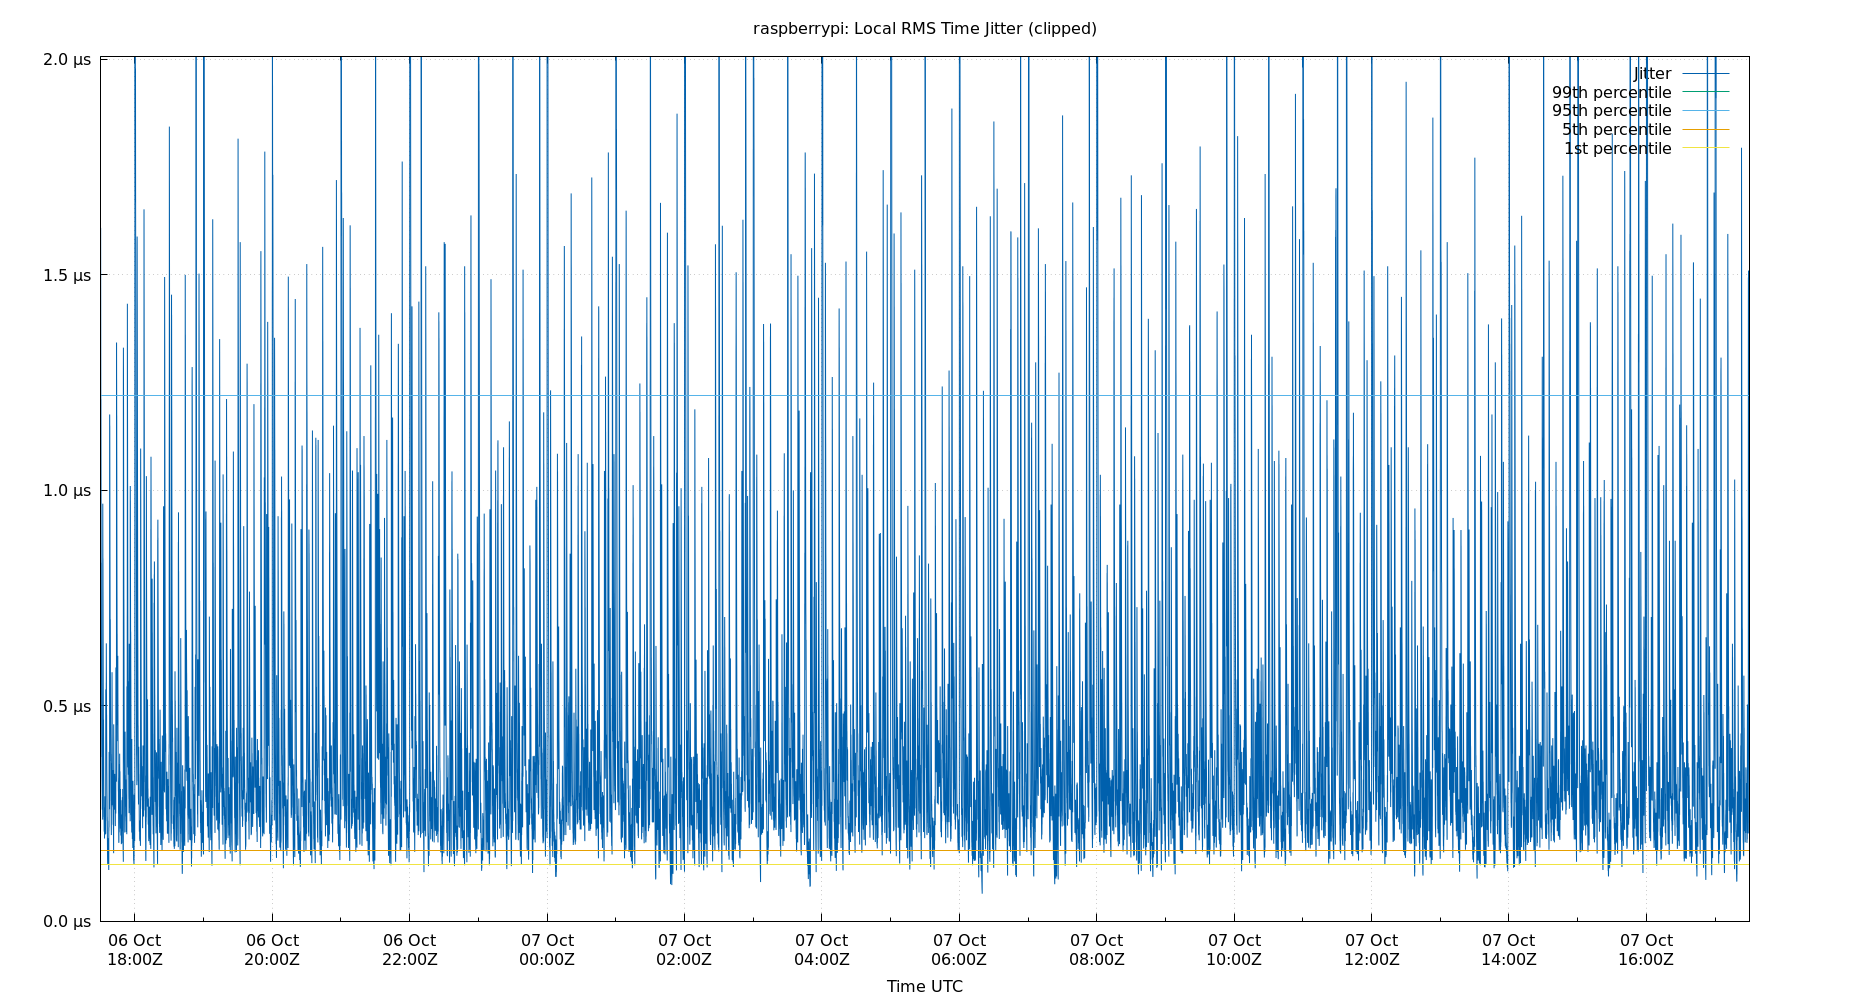 raspberrypi: Local RMS Time Jitter (clipped)
2.0 μs
1.5 μs
1.0 μs
0.5 μs
0.0 μs
Jitter
99th percentile
95th percentile
5th percentile
1st percentile
06 Oct 06 Oct 06 Oct 07 Oct 07 Oct 07 Oct 07 Oct 07 Oct 07 Oct 07 Oct 07 Oct 07 Oct
18:00Z 20:00Z 22:00Z 00:00Z 02:00Z 04:00Z 06:00Z 08:00Z 10:00Z 12:00Z 14:00Z 16:00Z
Time UTC